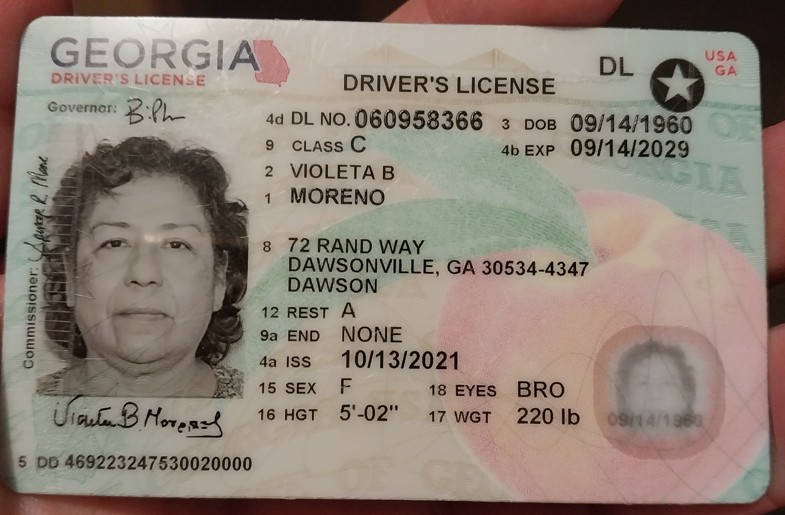 GEORGIA
DRIVER'S LICENSE
DRIVER'S LICENSE
DL
USA
GA
Governor:
4d DL NO. 060958366 3 DOB 09/14/1960
9 CLASS C 4b EXP 09/14/2029
2 VIOLETA B
1 MORENO
8 72 RAND WAY
DAWSONVILLE, GA 30534-4347
DAWSON
12 REST A
9a END NONE
4a ISS 10/13/2021
15 SEX F 18 EYES BRO
16 HGT 5'-02" 17 WGT 220 lb
Commissioner:
Violeta B. Moreno
09/14/1960
5 DD 469223247530020000